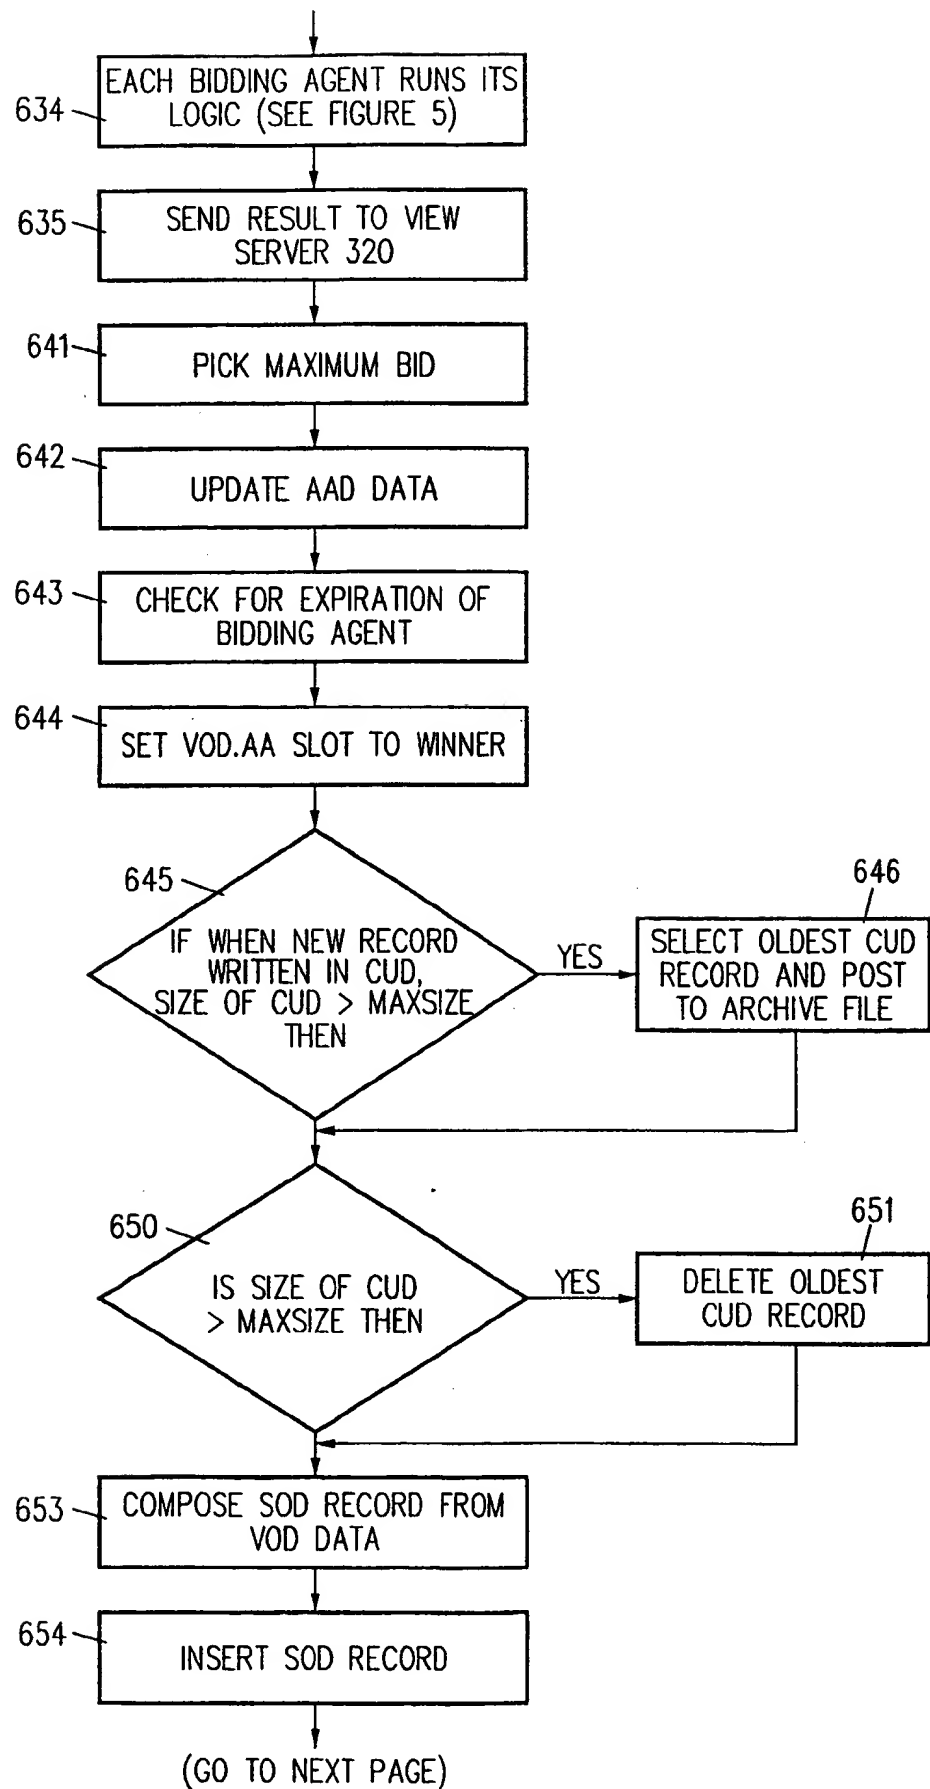 EACH BIDDING AGENT RUNS ITS
LOGIC (SEE FIGURE 5)
634
SEND RESULT TO VIEW
SERVER 320
635
641
PICK MAXIMUM BID
642
UPDATE AAD DATA
643
CHECK FOR EXPIRATION OF
BIDDING AGENT
644
SET VOD.AA SLOT TO WINNER
645
IF WHEN NEW RECORD
WRITTEN IN CUD,
SIZE OF CUD > MAXSIZE
THEN
YES
646
SELECT OLDEST CUD
RECORD AND POST
TO ARCHIVE FILE
650
IS SIZE OF CUD
> MAXSIZE THEN
YES
651
DELETE OLDEST
CUD RECORD
653
COMPOSE SOD RECORD FROM
VOD DATA
654
INSERT SOD RECORD
(GO TO NEXT PAGE)